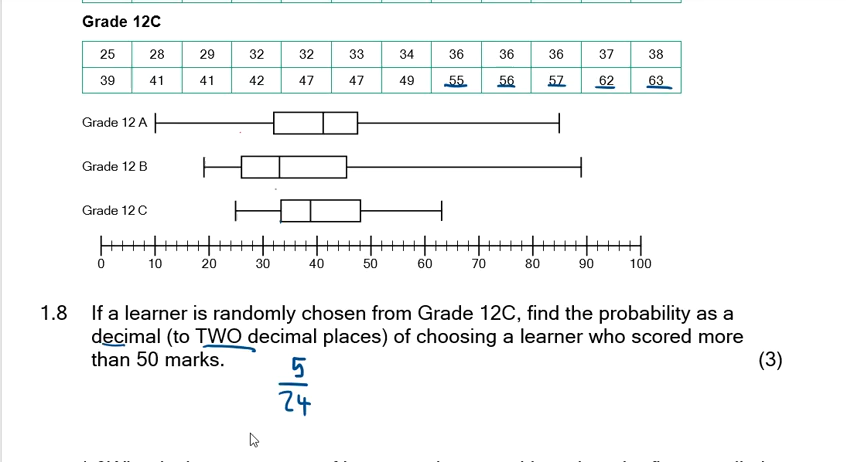 Grade 12C
25 28 29 32 32 33 34 36 36 36 37 38
39 41 41 42 47 47 49 55 56 57 62 63
Grade 12 A
Grade 12 B
Grade 12 C
0 10 20 30 40 50 60 70 80 90 100
1.8 If a learner is randomly chosen from Grade 12C, find the probability as a
decimal (to TWO decimal places) of choosing a learner who scored more
than 50 marks. (3)
5
24